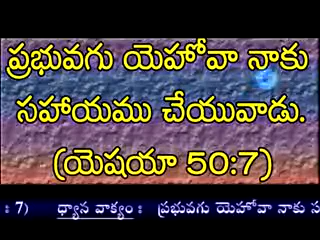 ప్రభువగు యెహోవా నాకు
సహాయము చేయువాడు.
(యెషయా 50:7)
: 7) ధ్యాన వాక్యం : ప్రభువగు యెహోవా నాకు స